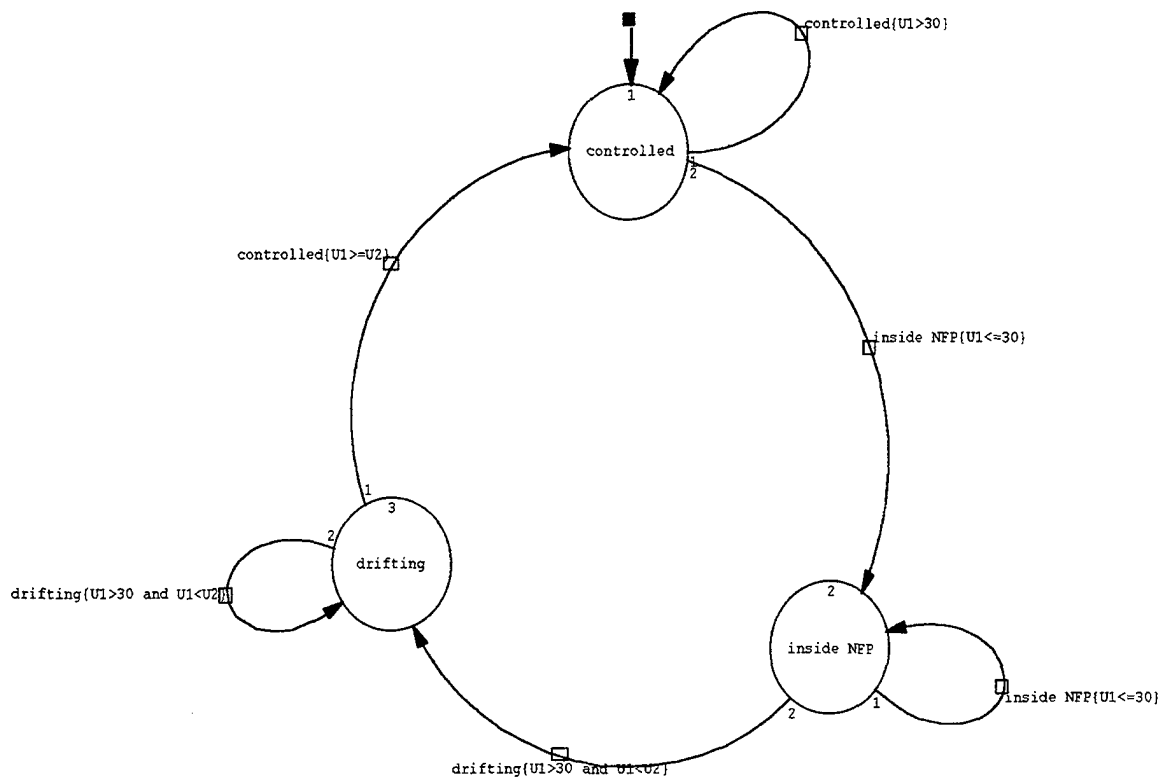 controlled{U1>30}
1
controlled
1
2
controlled{U1>=U2}
inside NFP{U1<=30}
1
3
2
drifting
drifting{U1>30 and U1<U2}
2
inside NFP
1
2
inside NFP{U1<=30}
drifting{U1>30 and U1<U2}